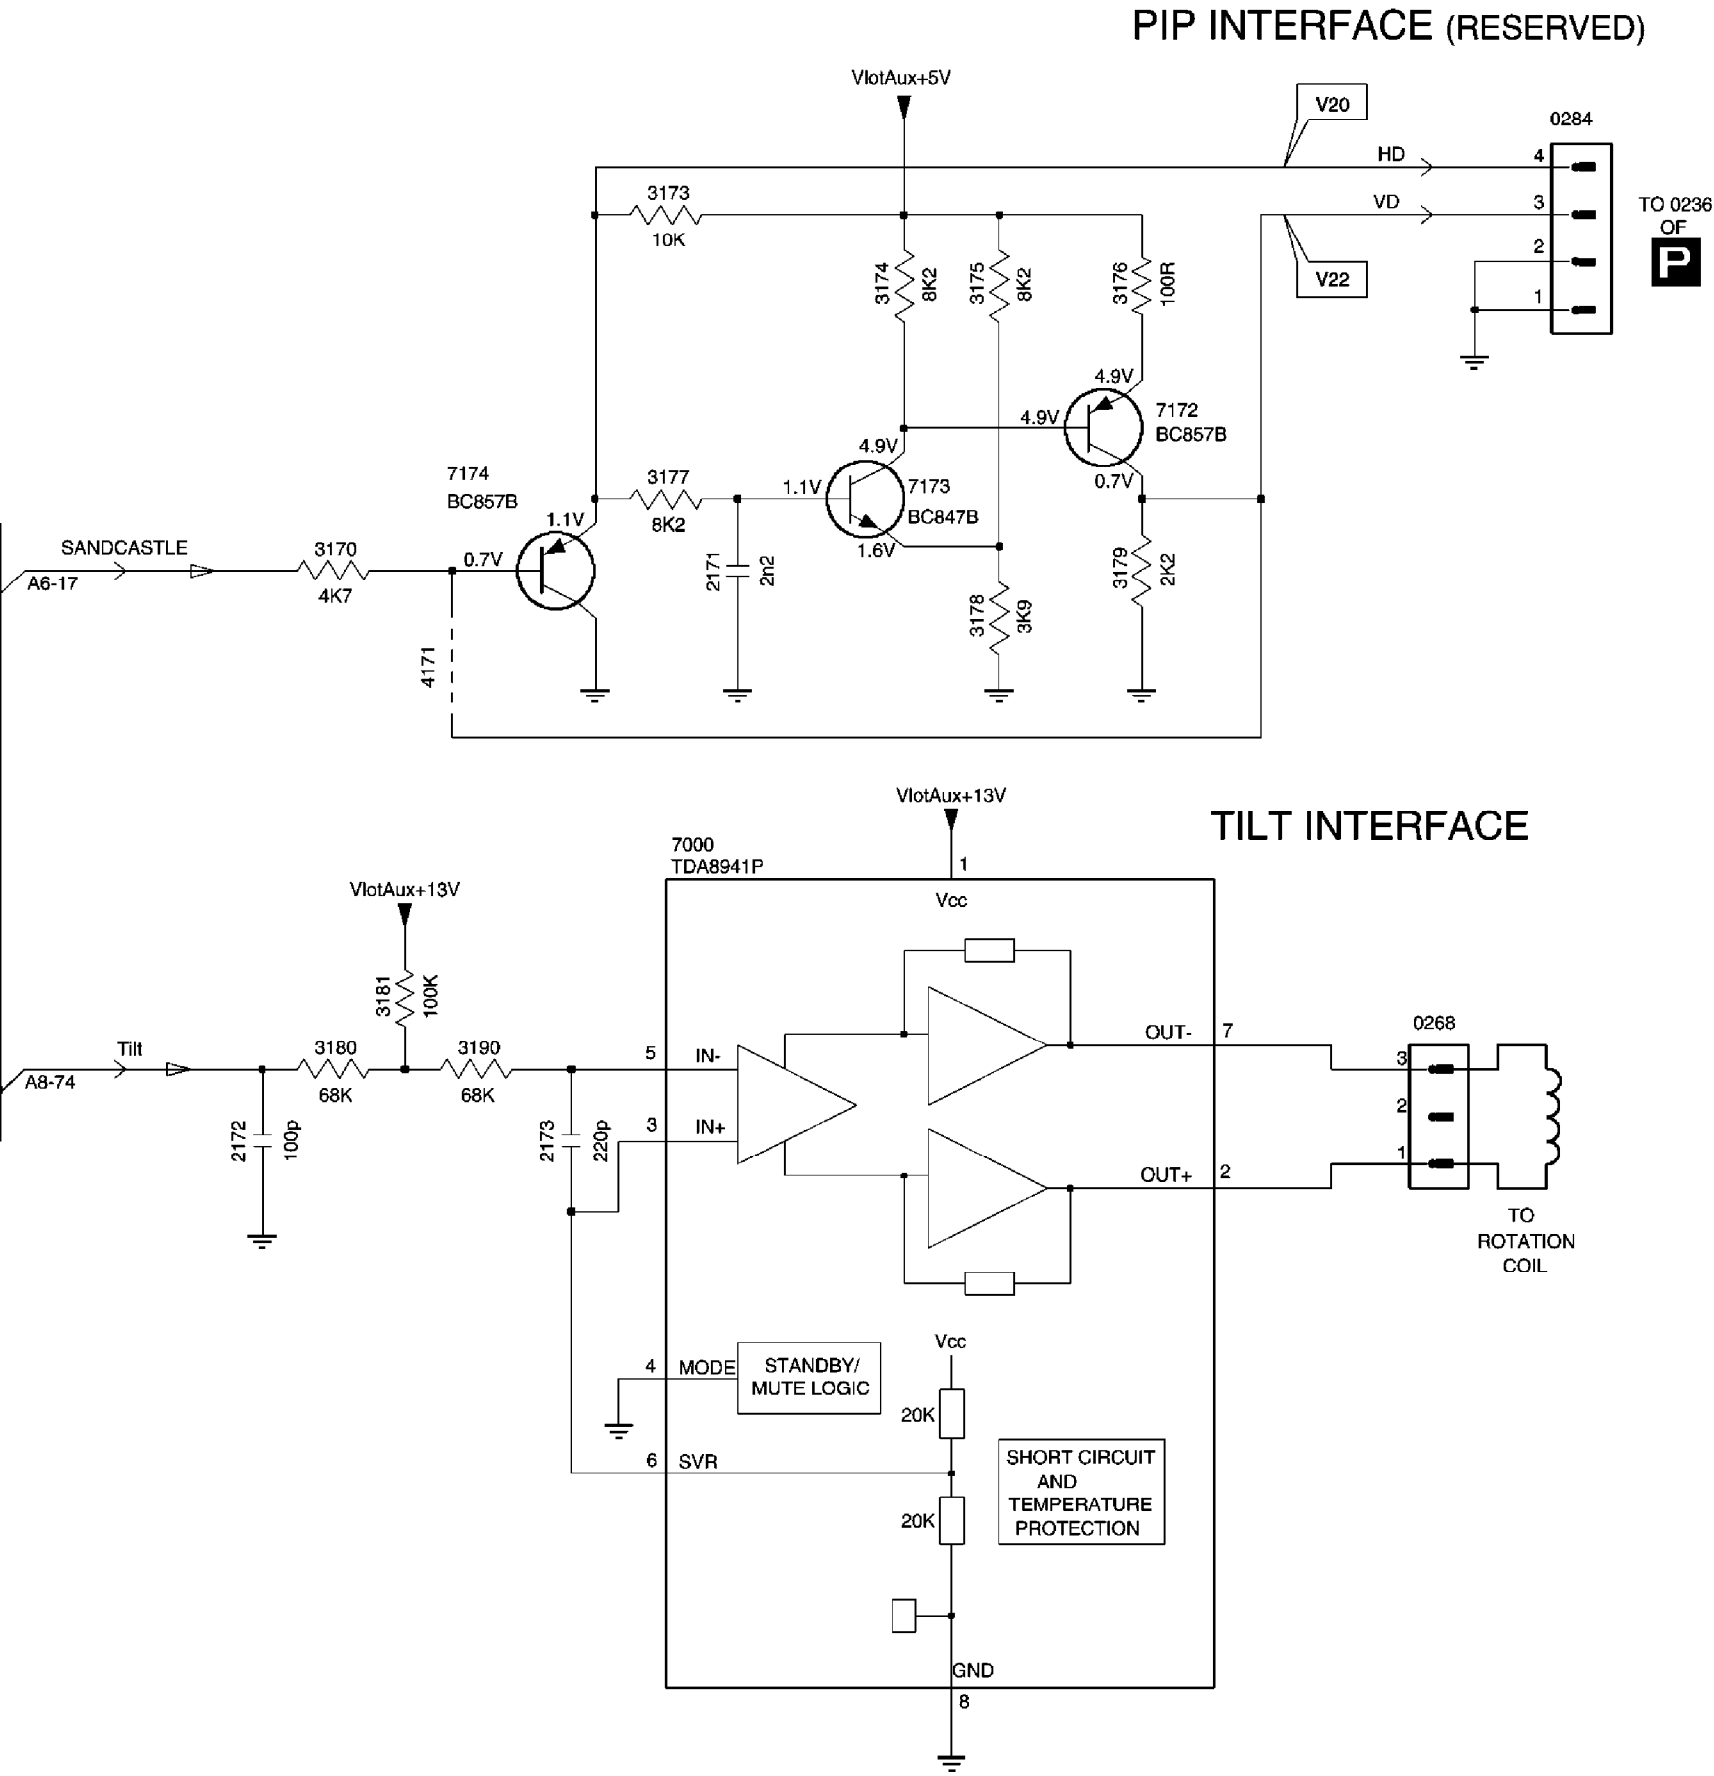 PIP INTERFACE (RESERVED)
VlotAux+5V
V20
0284
HD
4
3173
10K
VD
3
TO 0236
OF
P
2
3174
8K2
3175
8K2
3176
100R
V22
1
4.9V
4.9V
7172
BC857B
4.9V
0.7V
7174
BC857B
3177
8K2
1.1V
7173
BC847B
1.1V
1.6V
SANDCASTLE
A6-17
3170
4K7
0.7V
2171
2n2
3179
2K2
3178
3K9
4171
VlotAux+13V
TILT INTERFACE
7000
TDA8941P
1
Vcc
VlotAux+13V
3181
100K
Tilt
A8-74
3180
68K
3190
68K
5
IN-
OUT-
7
0268
3
2
1
2172
100p
2173
220p
3
IN+
OUT+
2
TO
ROTATION
COIL
Vcc
4
MODE
STANDBY/
MUTE LOGIC
20K
6
SVR
SHORT CIRCUIT
AND
TEMPERATURE
PROTECTION
20K
GND
8